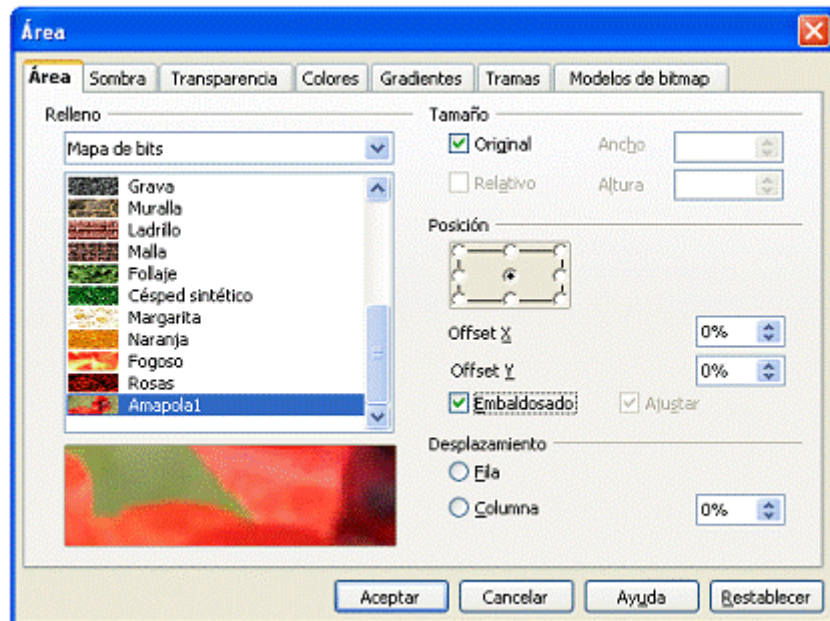 Área
Área Sombra Transparencia Colores Gradientes Tramas Modelos de bitmap
Relleno
Mapa de bits
Grava
Muralla
Ladrillo
Malla
Follaje
Césped sintético
Margarita
Naranja
Fogoso
Rosas
Amapola1
Tamaño
Original Ancho
Relativo Altura
Posición
Offset X 0%
Offset Y 0%
Embaldosado Ajustar
Desplazamiento
Fila
Columna 0%
Aceptar Cancelar Ayuda Restablecer